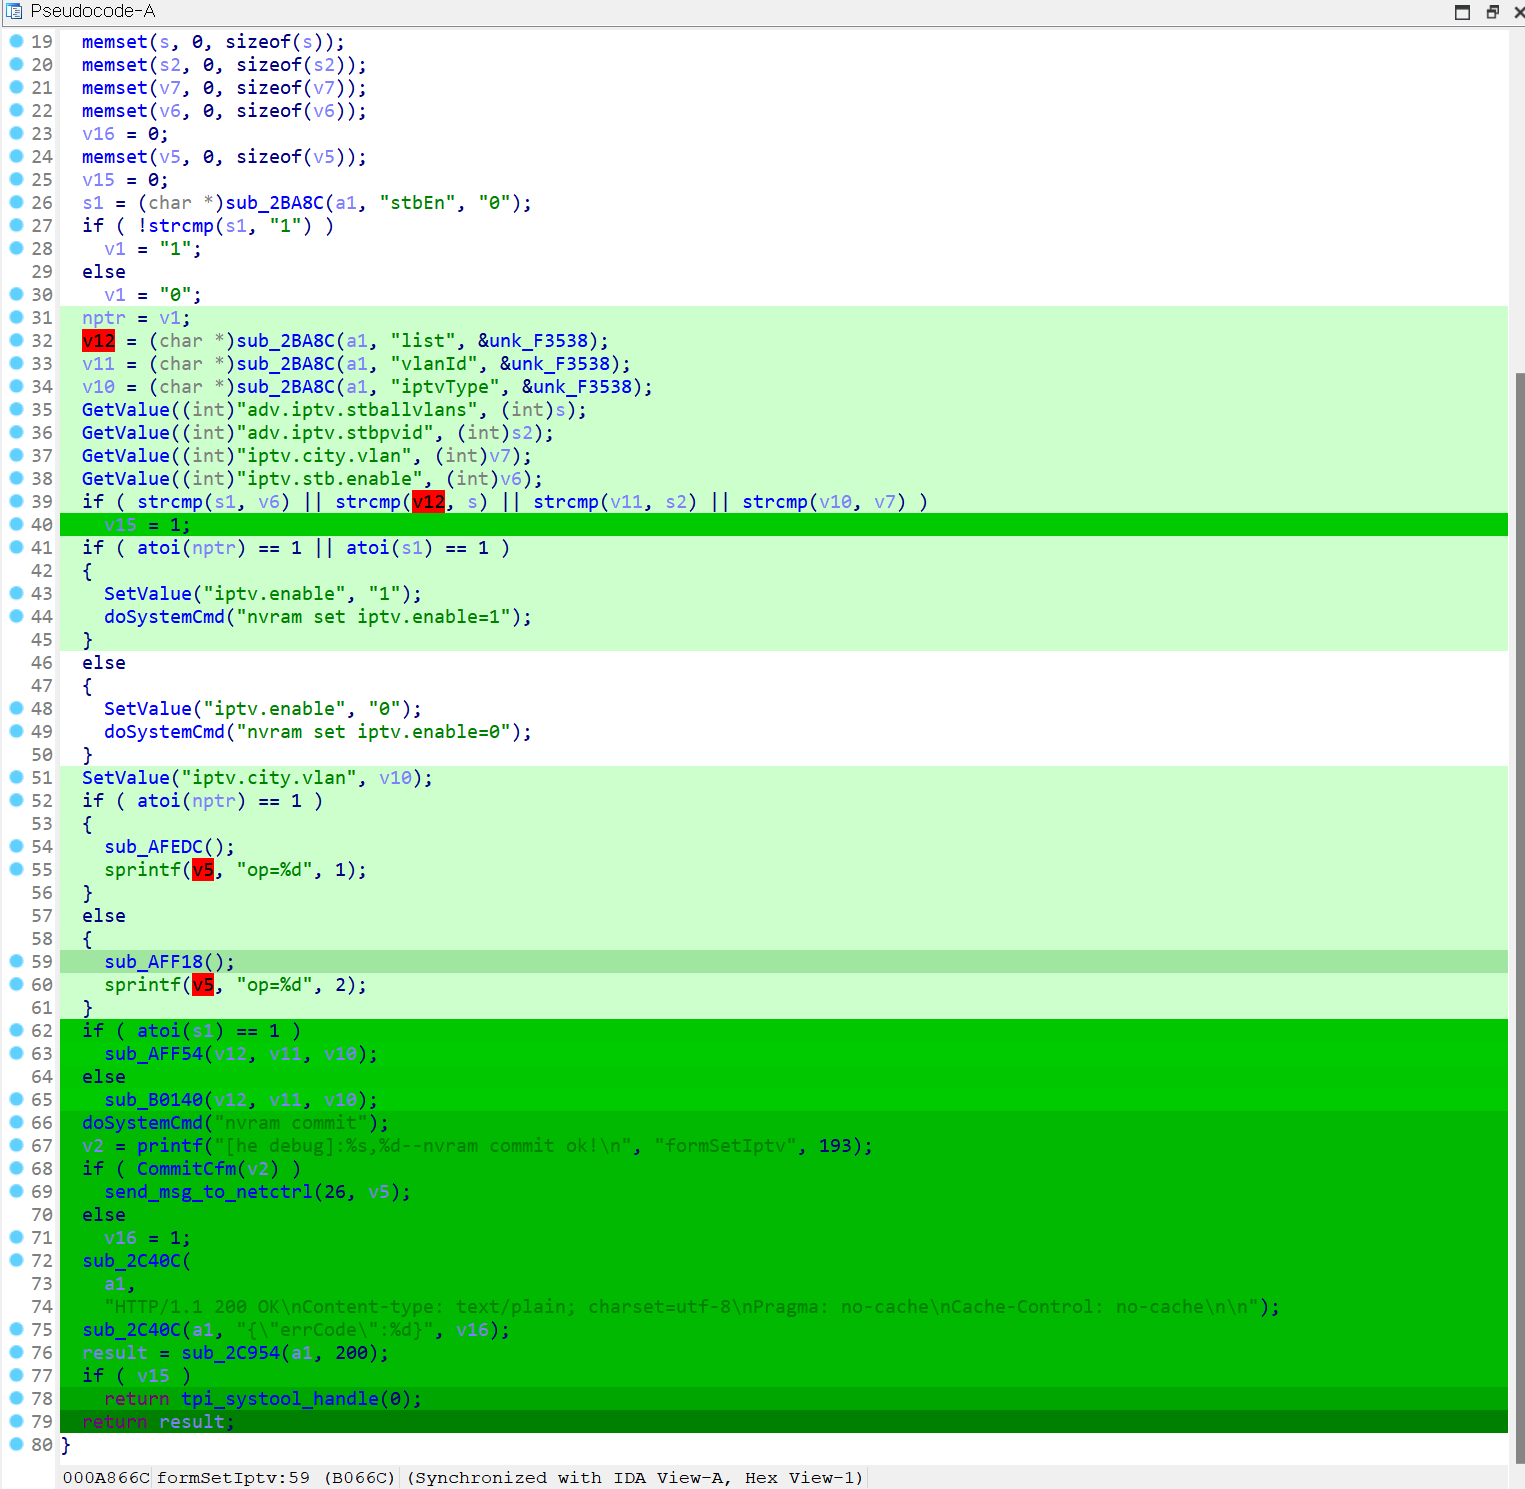 Pseudocode-A
19 memset(s, 0, sizeof(s));
20 memset(s2, 0, sizeof(s2));
21 memset(v7, 0, sizeof(v7));
22 memset(v6, 0, sizeof(v6));
23 v16 = 0;
24 memset(v5, 0, sizeof(v5));
25 v15 = 0;
26 s1 = (char *)sub_2BA8C(a1, "stbEn", "0");
27 if ( !strcmp(s1, "1") )
28 v1 = "1";
29 else
30 v1 = "0";
31 nptr = v1;
32 v12 = (char *)sub_2BA8C(a1, "list", &unk_F3538);
33 v11 = (char *)sub_2BA8C(a1, "vlanId", &unk_F3538);
34 v10 = (char *)sub_2BA8C(a1, "iptvType", &unk_F3538);
35 GetValue((int)"adv.iptv.stballvlans", (int)s);
36 GetValue((int)"adv.iptv.stbpvid", (int)s2);
37 GetValue((int)"iptv.city.vlan", (int)v7);
38 GetValue((int)"iptv.stb.enable", (int)v6);
39 if ( strcmp(s1, v6) || strcmp(v12, s) || strcmp(v11, s2) || strcmp(v10, v7) )
40 v15 = 1;
41 if ( atoi(nptr) == 1 || atoi(s1) == 1 )
42 {
43 SetValue("iptv.enable", "1");
44 doSystemCmd("nvram set iptv.enable=1");
45 }
46 else
47 {
48 SetValue("iptv.enable", "0");
49 doSystemCmd("nvram set iptv.enable=0");
50 }
51 SetValue("iptv.city.vlan", v10);
52 if ( atoi(nptr) == 1 )
53 {
54 sub_AFEDC();
55 sprintf(v5, "op=%d", 1);
56 }
57 else
58 {
59 sub_AFF18();
60 sprintf(v5, "op=%d", 2);
61 }
62 if ( atoi(s1) == 1 )
63 sub_AFF54(v12, v11, v10);
64 else
65 sub_B0140(v12, v11, v10);
66 doSystemCmd("nvram commit");
67 v2 = printf("[he debug]:%s,%d--nvram commit ok!\n", "formSetIptv", 193);
68 if ( CommitCfm(v2) )
69 send_msg_to_netctrl(26, v5);
70 else
71 v16 = 1;
72 sub_2C40C(
73 a1,
74 "HTTP/1.1 200 OK\nContent-type: text/plain; charset=utf-8\nPragma: no-cache\nCache-Control: no-cache\n\n");
75 sub_2C40C(a1, "{\"errCode\":%d}", v16);
76 result = sub_2C954(a1, 200);
77 if ( v15 )
78 return tpi_systool_handle(0);
79 return result;
80 }
000A866C formSetIptv:59 (B066C) (Synchronized with IDA View-A, Hex View-1)